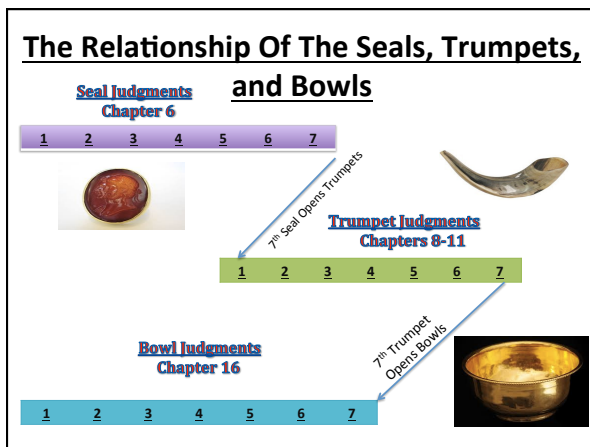 The Relationship Of The Seals, Trumpets,
and Bowls
Seal Judgments
Chapter 6
1 2 3 4 5 6 7
7th Seal Opens Trumpets
Trumpet Judgments
Chapters 8-11
1 2 3 4 5 6 7
7th Trumpet
Opens Bowls
Bowl Judgments
Chapter 16
1 2 3 4 5 6 7